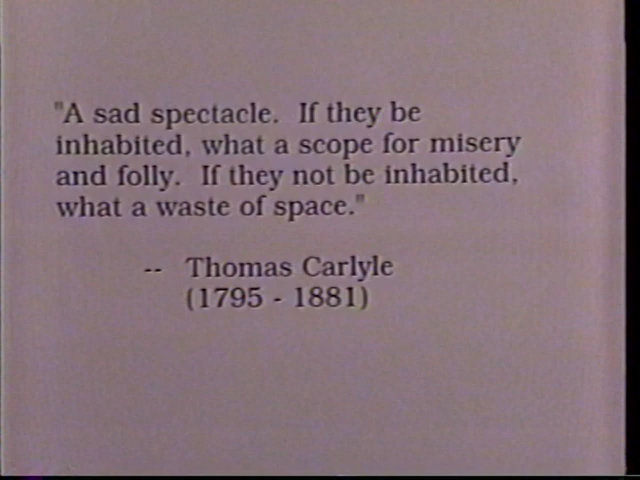 "A sad spectacle. If they be
inhabited, what a scope for misery
and folly. If they not be inhabited,
what a waste of space."
-- Thomas Carlyle
(1795 - 1881)